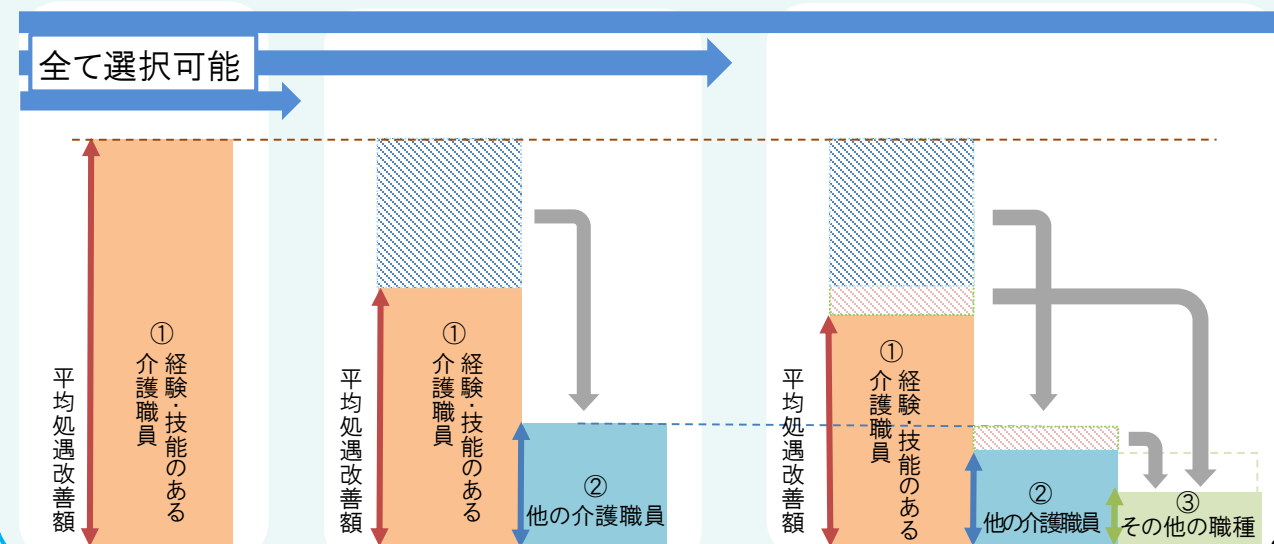 全て選択可能
平均処遇改善額
①
経験・技能のある
介護職員
平均処遇改善額
①
経験・技能のある
介護職員
②
他の介護職員
平均処遇改善額
①
経験・技能のある
介護職員
②
他の介護職員
③
その他の職種